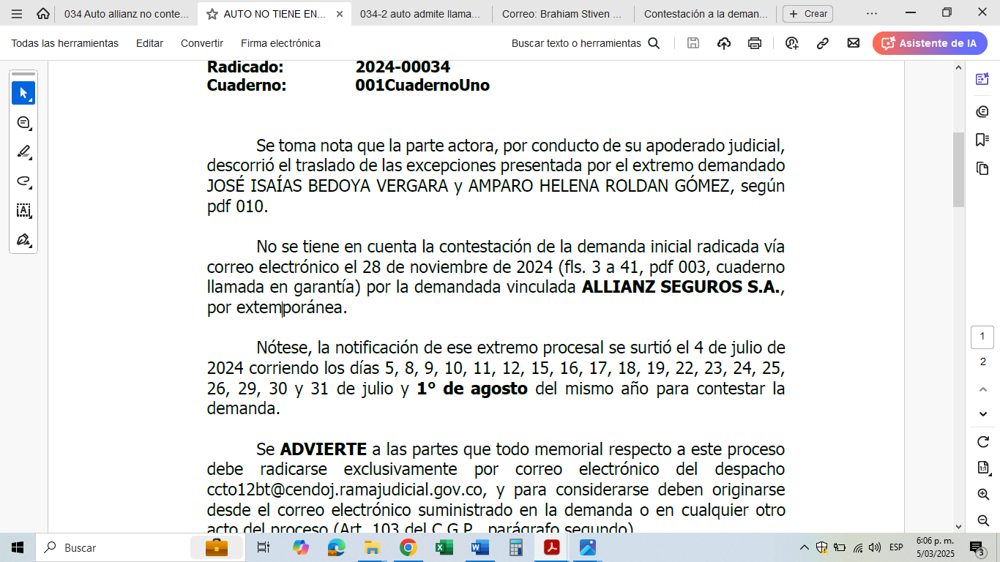 034 Auto allianz no conte...
AUTO NO TIENE EN...
034-2 auto admite llama...
Correo: Brahiam Stiven ...
Contestación a la deman...
Crear
Todas las herramientas
Editar
Convertir
Firma electrónica
Buscar texto o herramientas
Asistente de IA
Radicado: 2024-00034
Cuaderno: 001CuadernoUno
Se toma nota que la parte actora, por conducto de su apoderado judicial,
descorrió el traslado de las excepciones presentada por el extremo demandado
JOSÉ ISAÍAS BEDOYA VERGARA y AMPARO HELENA ROLDAN GÓMEZ, según
pdf 010.
No se tiene en cuenta la contestación de la demanda inicial radicada vía
correo electrónico el 28 de noviembre de 2024 (fls. 3 a 41, pdf 003, cuaderno
llamada en garantía) por la demandada vinculada ALLIANZ SEGUROS S.A.,
por extemporánea.
Nótese, la notificación de ese extremo procesal se surtió el 4 de julio de
2024 corriendo los días 5, 8, 9, 10, 11, 12, 15, 16, 17, 18, 19, 22, 23, 24, 25,
26, 29, 30 y 31 de julio y 1° de agosto del mismo año para contestar la
demanda.
Se ADVIERTE a las partes que todo memorial respecto a este proceso
debe radicarse exclusivamente por correo electrónico del despacho
ccto12bt@cendoj.ramajudicial.gov.co, y para considerarse deben originarse
desde el correo electrónico suministrado en la demanda o en cualquier otro
acto del proceso (Art. 103 del C.G.P., parágrafo segundo)
1
2
1:1
Buscar
ESP
6:06 p. m.
5/03/2025
3